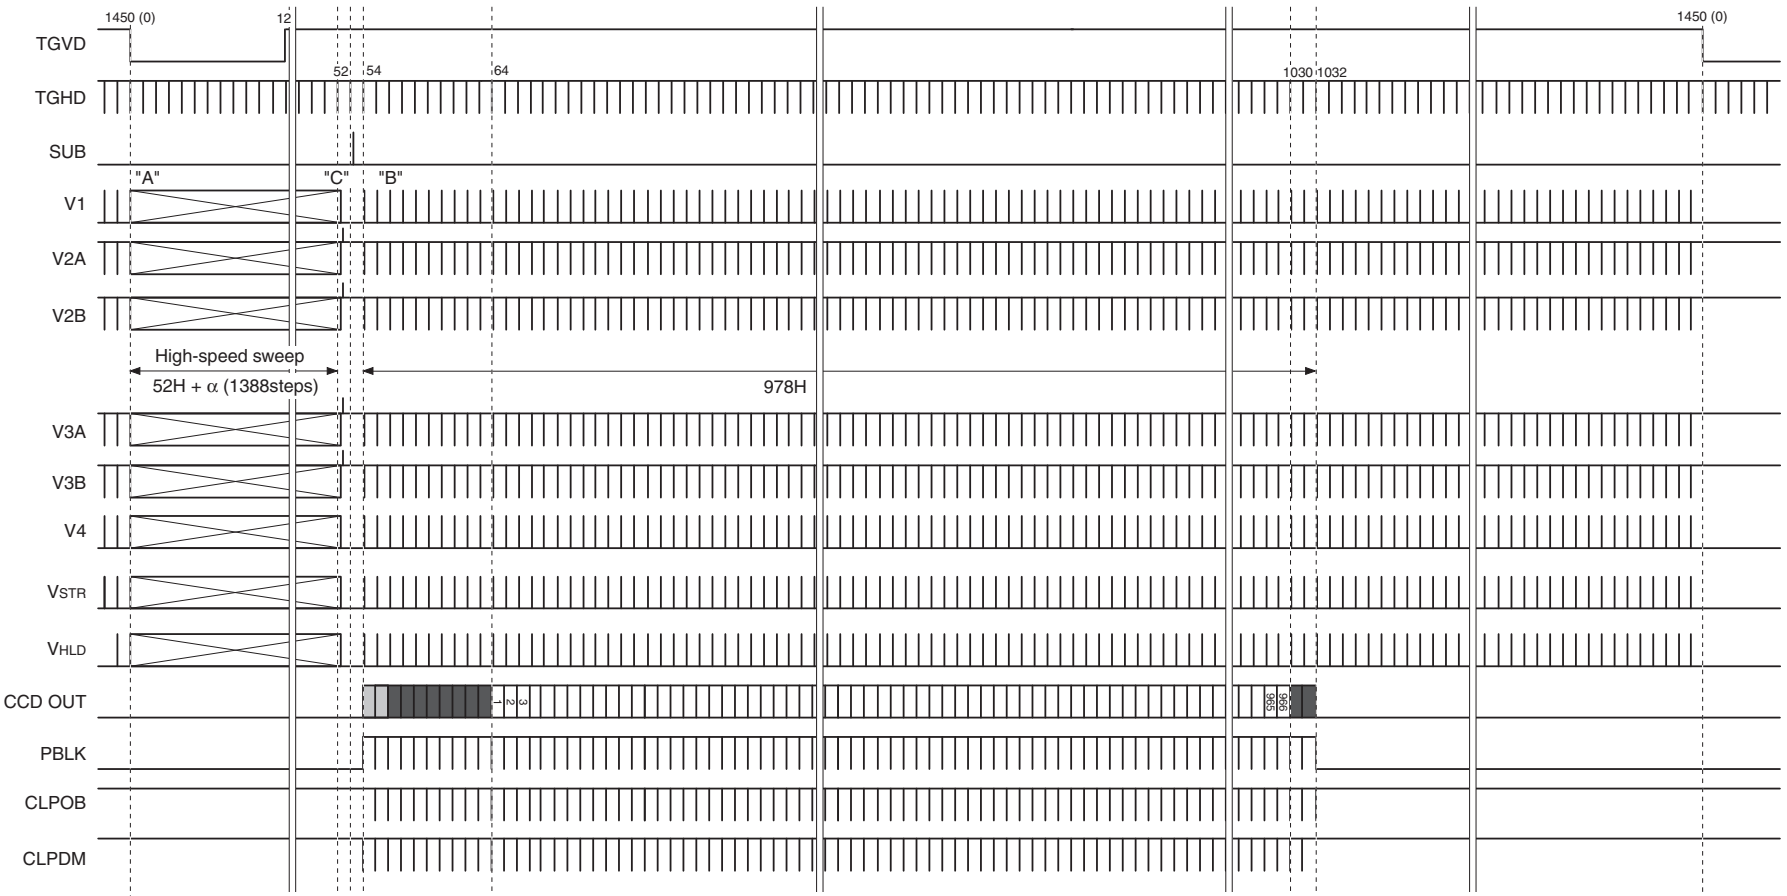 1450 (0)
12
1450 (0)
TGVD
52
54
64
1030
1032
TGHD
SUB
"A"
"C"
"B"
V1
V2A
V2B
High-speed sweep
52H + α (1388steps)
978H
V3A
V3B
V4
VSTR
VHLD
CCD OUT
1
2
3
965
966
PBLK
CLPOB
CLPDM